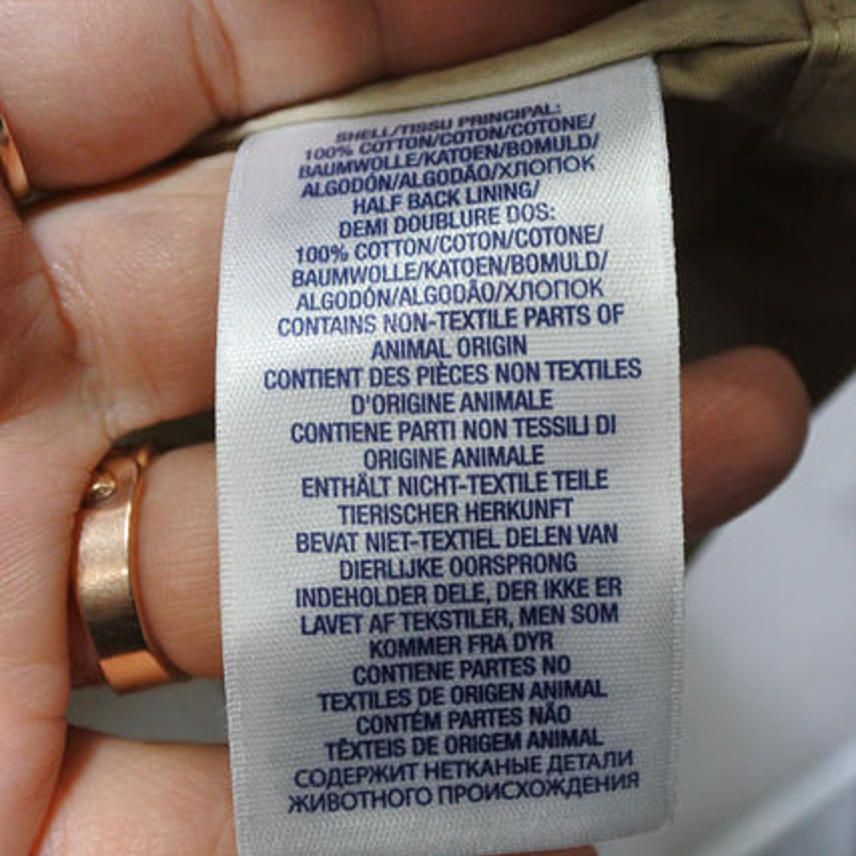 SHELL/TISSU PRINCIPAL:
100% COTTON/COTON/COTONE/
BAUMWOLLE/KATOEN/BOMULD/
ALGODÓN/ALGODÃO/ХЛОПОК
HALF BACK LINING/
DEMI DOUBLURE DOS:
100% COTTON/COTON/COTONE/
BAUMWOLLE/KATOEN/BOMULD/
ALGODÓN/ALGODÃO/ХЛОПОК
CONTAINS NON-TEXTILE PARTS OF
ANIMAL ORIGIN
CONTIENT DES PIÈCES NON TEXTILES
D'ORIGINE ANIMALE
CONTIENE PARTI NON TESSILI DI
ORIGINE ANIMALE
ENTHÄLT NICHT-TEXTILE TEILE
TIERISCHER HERKUNFT
BEVAT NIET-TEXTIEL DELEN VAN
DIERLIJKE OORSPRONG
INDEHOLDER DELE, DER IKKE ER
LAVET AF TEKSTILER, MEN SOM
KOMMER FRA DYR
CONTIENE PARTES NO
TEXTILES DE ORIGEN ANIMAL
CONTÉM PARTES NÃO
TÊXTEIS DE ORIGEM ANIMAL
СОДЕРЖИТ НЕТКАНЫЕ ДЕТАЛИ
ЖИВОТНОГО ПРОИСХОЖДЕНИЯ